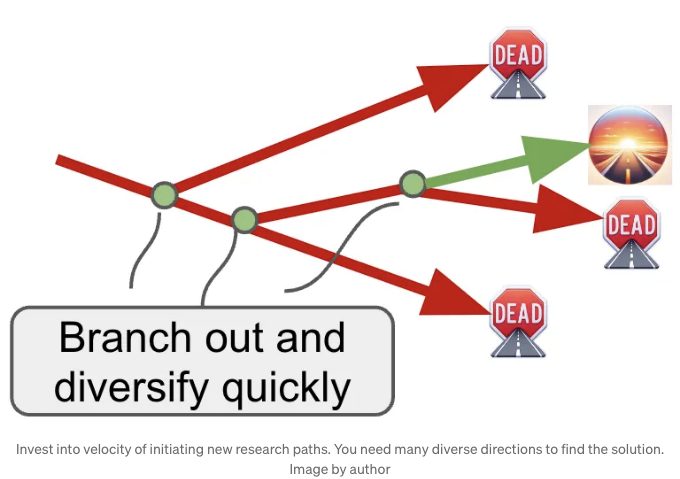 DEAD
DEAD
DEAD
Branch out and
diversify quickly
Invest into velocity of initiating new research paths. You need many diverse directions to find the solution.
Image by author